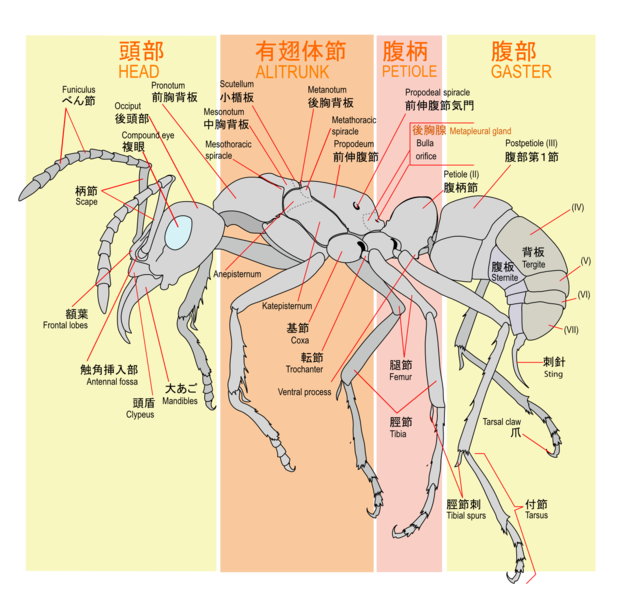 頭部
HEAD
有翅体節
ALITRUNK
腹柄
PETIOLE
腹部
GASTER
Funiculus
べん節
Occiput
後頭部
Compound eye
複眼
柄節
Scape
額葉
Frontal lobes
触角挿入部
Antennal fossa
頭盾
Clypeus
大あご
Mandibles
Pronotum
前胸背板
Scutellum
小楯板
Mesonotum
中胸背板
Mesothoracic
spiracle
Metanotum
後胸背板
Metathoracic
spiracle
Propodeum
前伸腹節
Anepisternum
Katepisternum
基節
Coxa
転節
Trochanter
Ventral process
Propodeal spiracle
前伸腹節気門
後胸腺 Metapleural gland
Bulla
orifice
Petiole (II)
腹柄節
腿節
Femur
脛節
Tibia
Postpetiole (III)
腹部第1節
(IV)
背板
Tergite
腹板
Sternite
(V)
(VI)
(VII)
刺針
Sting
Tarsal claw
爪
脛節刺
Tibial spurs
付節
Tarsus